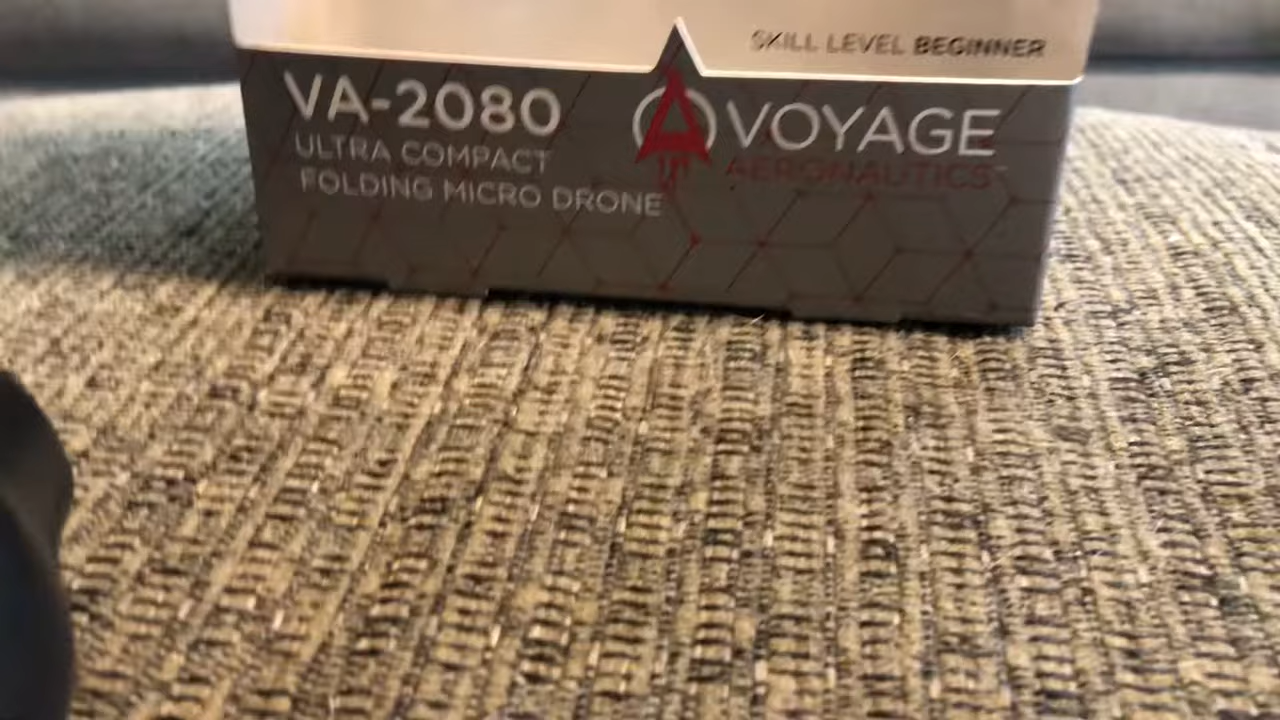 SKILL LEVEL BEGINNER
VA-2080
ULTRA COMPACT
FOLDING MICRO DRONE
VOYAGE
AERONAUTICS